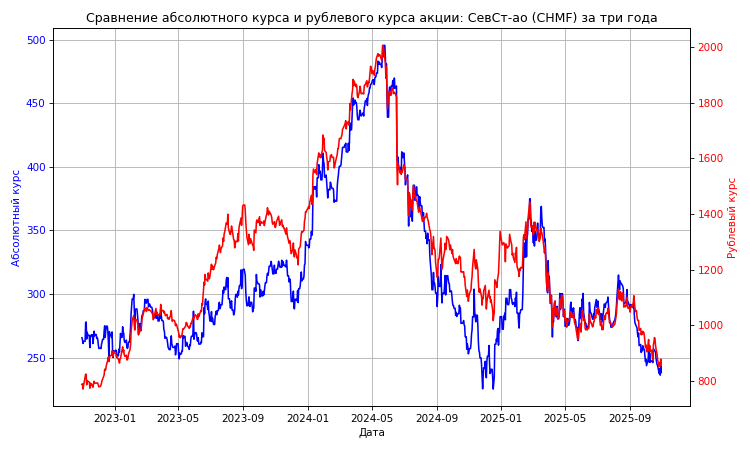 Сравнение абсолютного курса и рублевого курса акции: СевСт-ао (CHMF) за три года
500
450
400
350
300
250
Абсолютный курс
2000
1800
1600
1400
1200
1000
800
Рублевый курс
2023-01 2023-05 2023-09 2024-01 2024-05 2024-09 2025-01 2025-05 2025-09
Дата